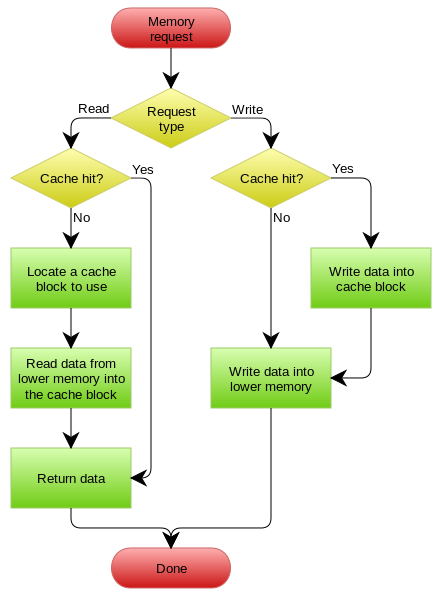 Memory
request
Request
type
Read
Write
Cache hit?
Yes
No
Cache hit?
Yes
No
Locate a cache
block to use
Write data into
cache block
Read data from
lower memory into
the cache block
Write data into
lower memory
Return data
Done